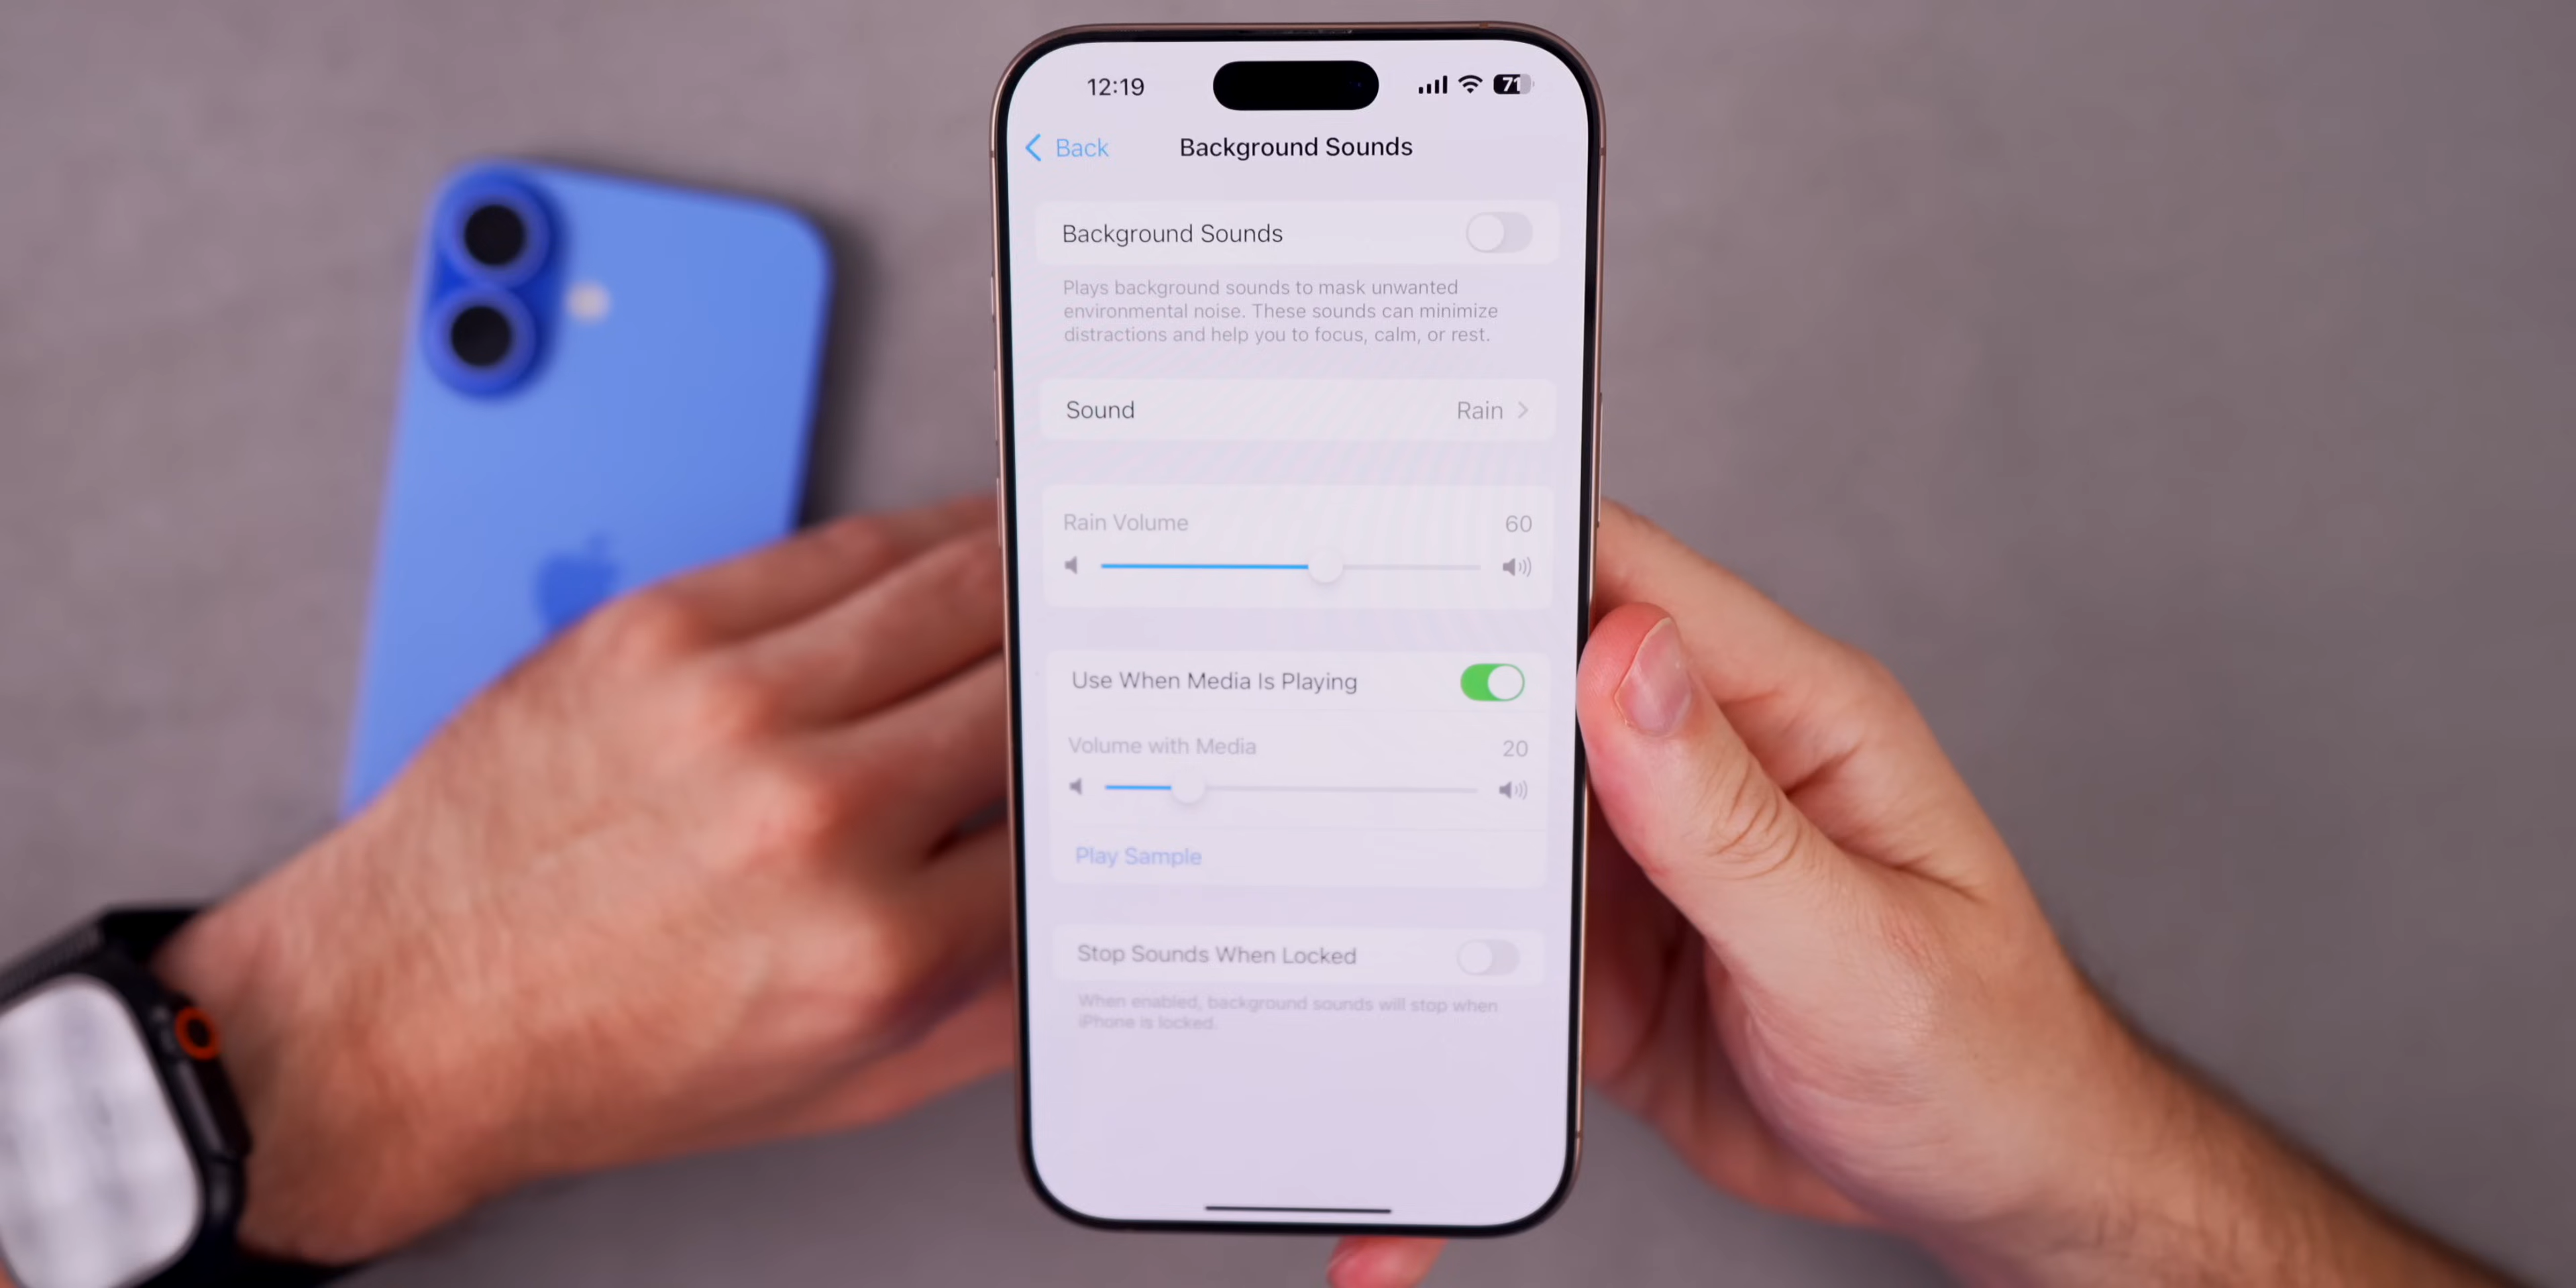 12:19 71
Back Background Sounds
Background Sounds
Plays background sounds to mask unwanted
environmental noise. These sounds can minimize
distractions and help you to focus, calm, or rest.
Sound Rain
Rain Volume 60
Use When Media Is Playing
Volume with Media 20
Play Sample
Stop Sounds When Locked
When enabled, background sounds will stop when
iPhone is locked.